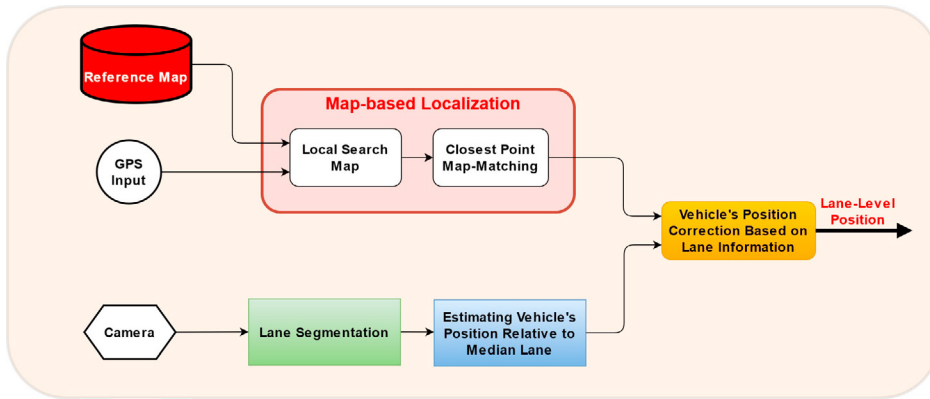 Reference Map
Map-based Localization
GPS
Input
Local Search
Map
Closest Point
Map-Matching
Vehicle's Position
Correction Based on
Lane Information
Lane-Level
Position
Camera
Lane Segmentation
Estimating Vehicle's
Position Relative to
Median Lane